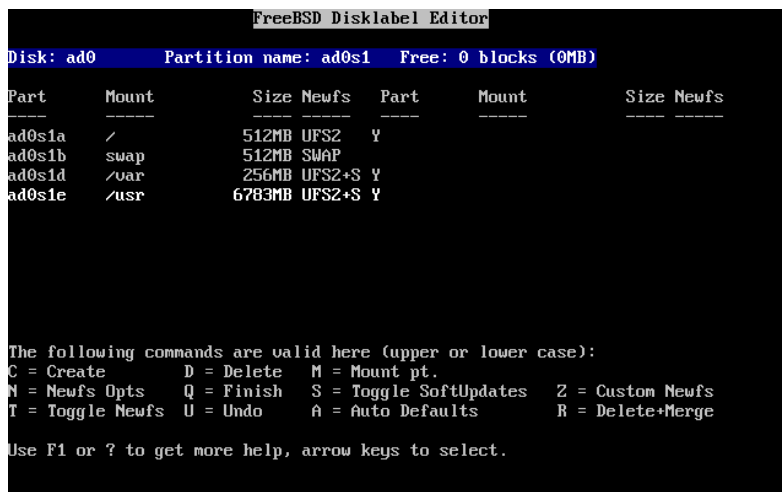 FreeBSD Disklabel Editor
Disk: ad0 Partition name: ad0s1 Free: 0 blocks (0MB)
Part Mount Size Newfs Part Mount Size Newfs
---- ----- ---- ----- ---- ----- ---- -----
ad0s1a / 512MB UFS2 Y
ad0s1b swap 512MB SWAP
ad0s1d /var 256MB UFS2+S Y
ad0s1e /usr 6783MB UFS2+S Y
The following commands are valid here (upper or lower case):
C = Create D = Delete M = Mount pt.
N = Newfs Opts Q = Finish S = Toggle SoftUpdates Z = Custom Newfs
T = Toggle Newfs U = Undo A = Auto Defaults R = Delete+Merge
Use F1 or ? to get more help, arrow keys to select.